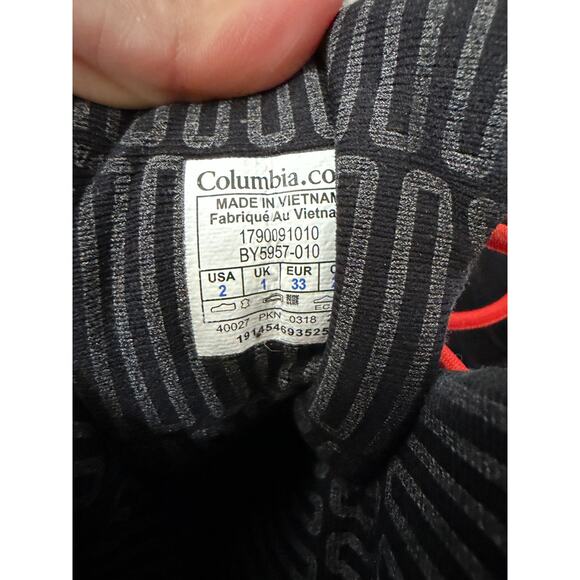 Columbia.co
MADE IN VIETNAM
Fabriqué Au Vietna
1790091010
BY5957-010
USA UK EUR
2 1 33
40027 PKN 0318
191454693525